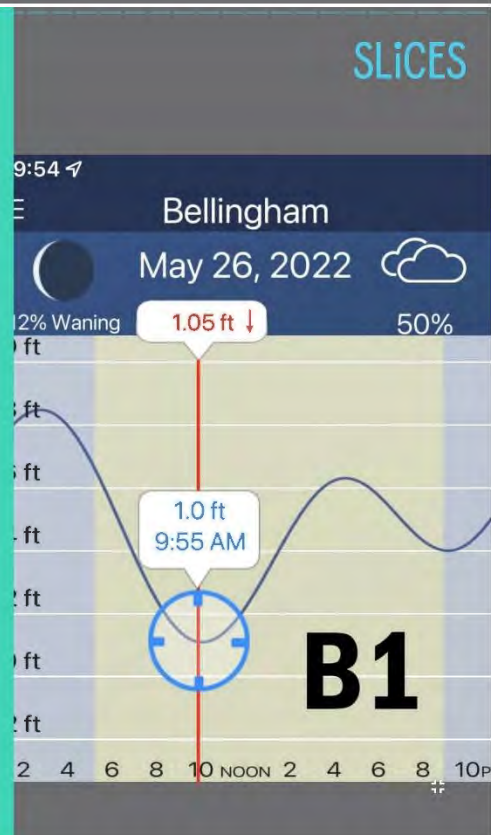 SLiCES
9:54
Bellingham
May 26, 2022
12% Waning
1.05 ft ↓
50%
ft
ft
ft
1.0 ft
9:55 AM
ft
2 ft
ft
B1
ft
2 4 6 8 10 NOON 2 4 6 8 10P